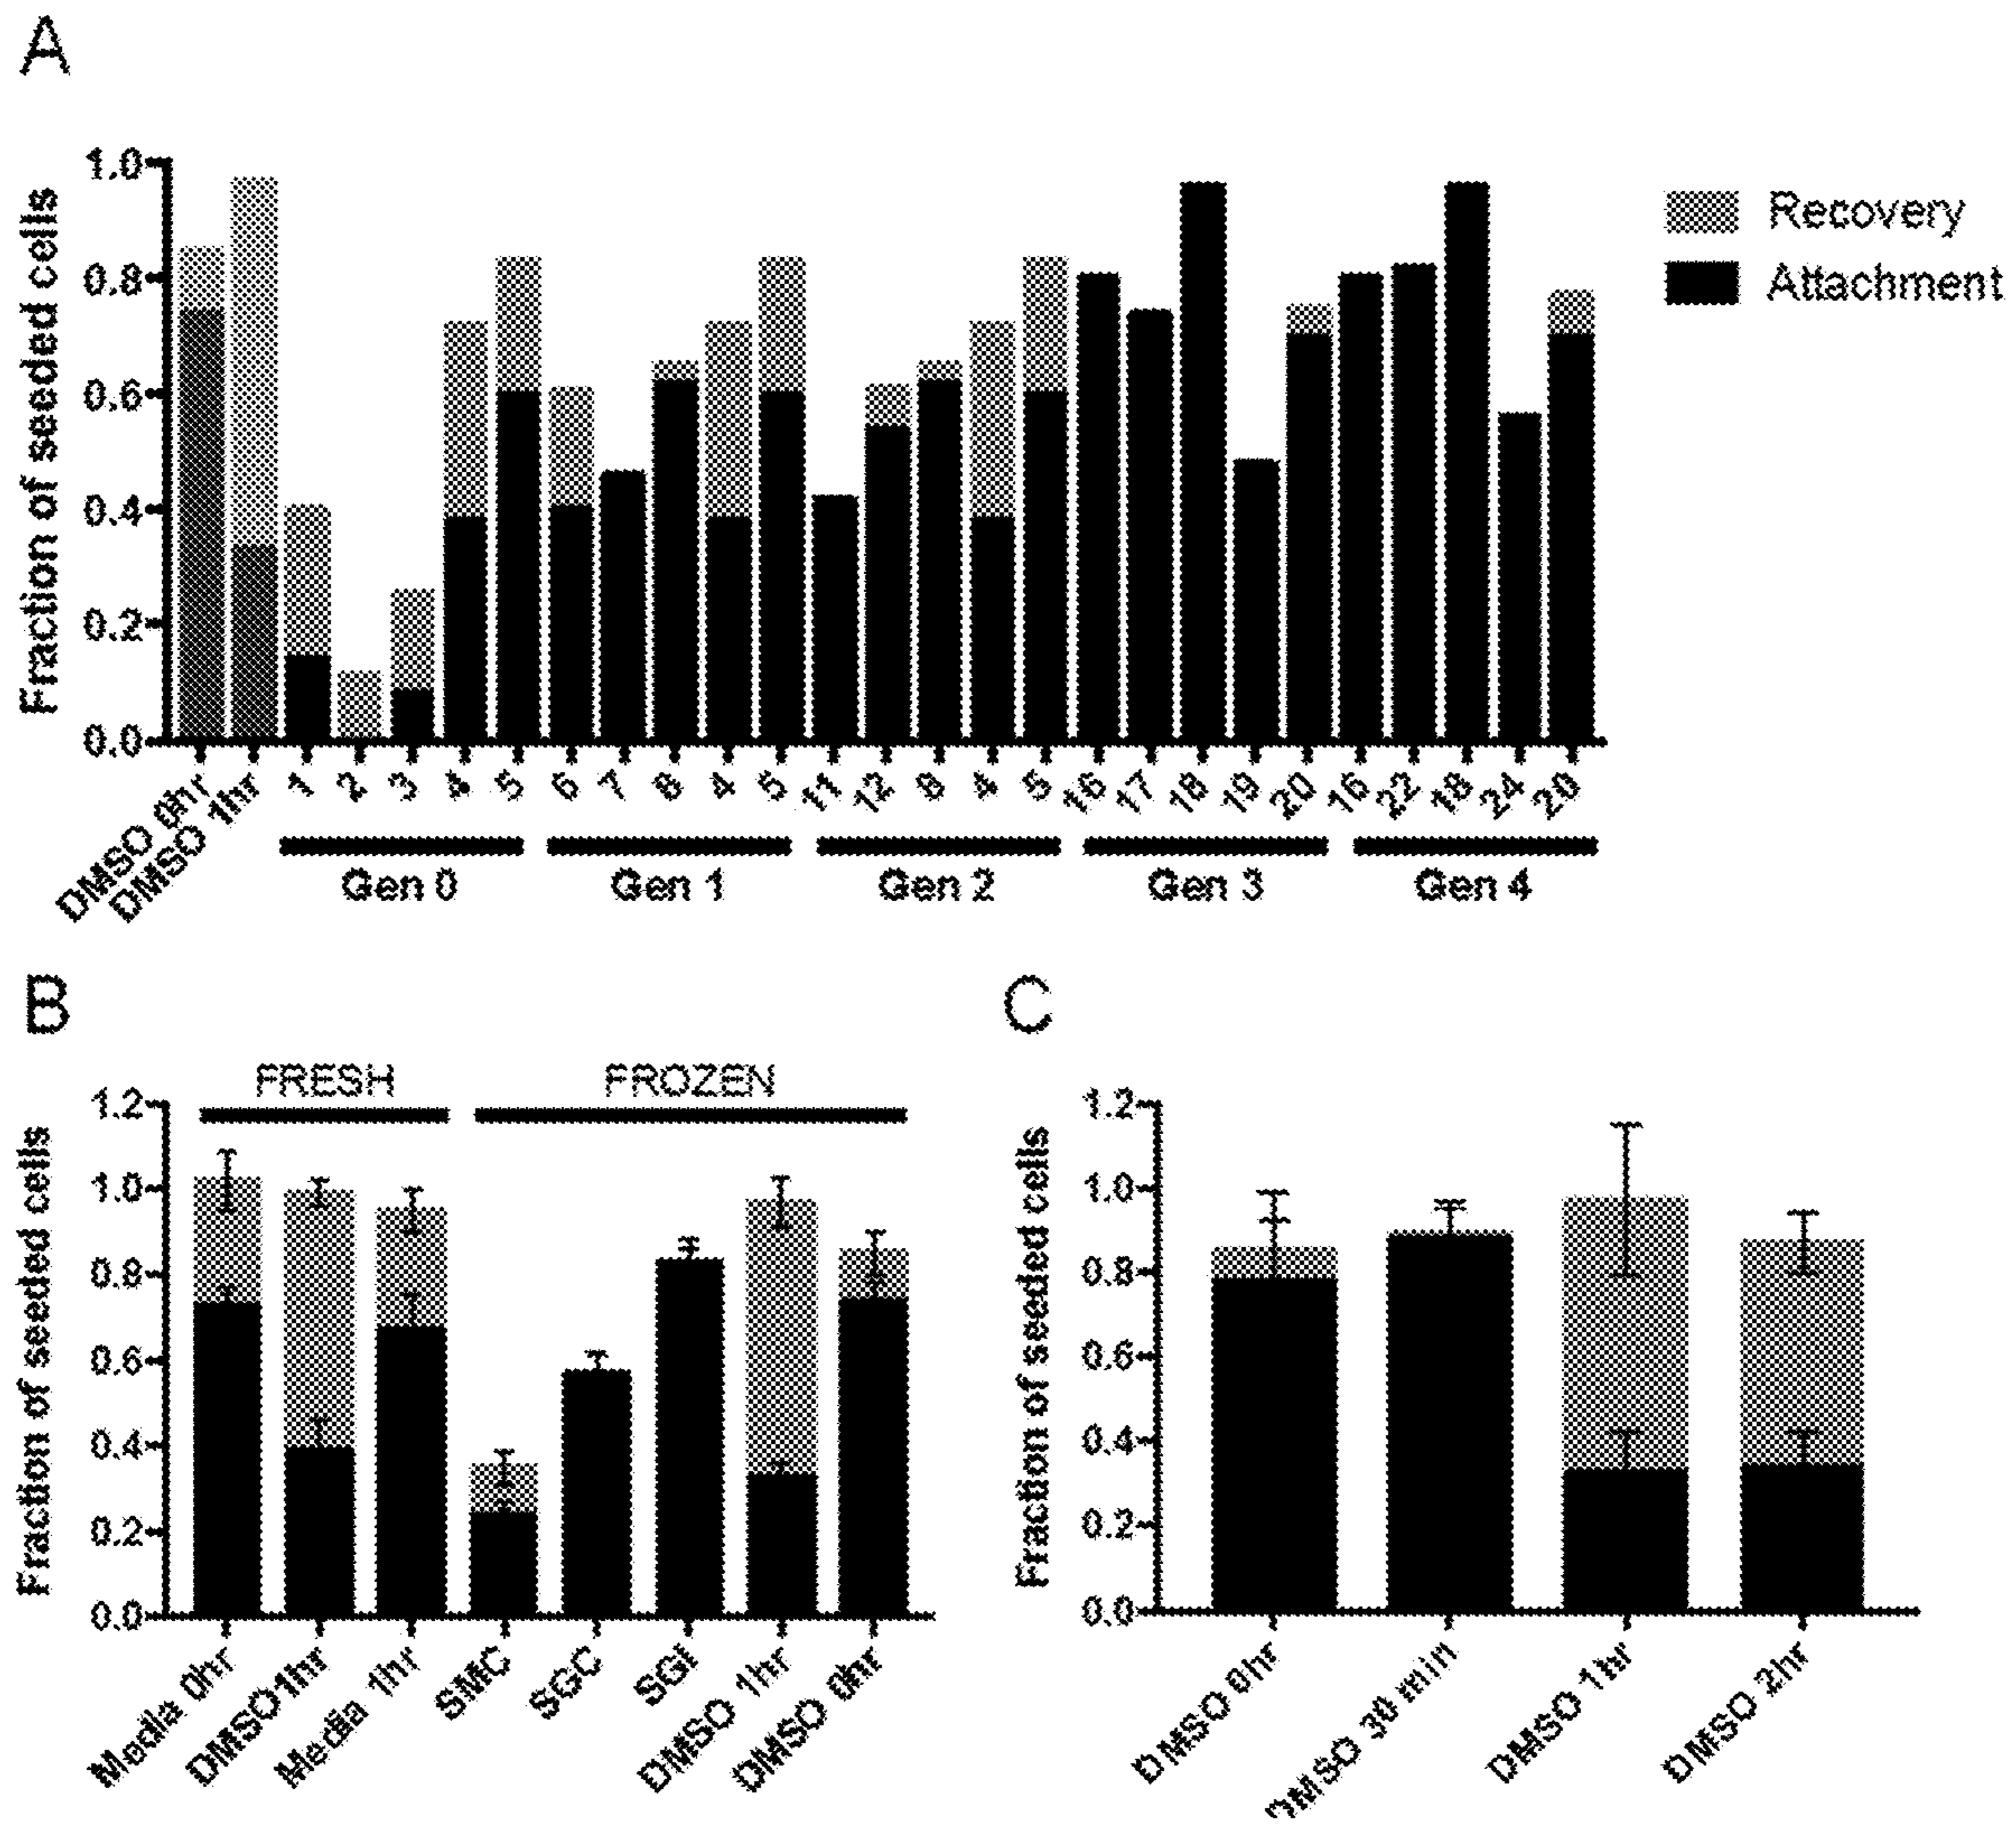 A
Fraction of seeded cells
1.0
0.8
0.6
0.4
0.2
0.0
Recovery
Attachment
DMSO 0hr
DMSO 1hr
1 2 3 4 5 6 7 8 4 5 11 12 8 4 5 16 17 18 19 20 16 22 18 24 20
Gen 0 Gen 1 Gen 2 Gen 3 Gen 4
B
FRESH FROZEN
Fraction of seeded cells
1.2
1.0
0.8
0.6
0.4
0.2
0.0
Media 0hr
DMSO1hr
Media 1hr
SMC
SGC
SGI
DMSO 1hr
DMSO 0hr
C
Fraction of seeded cells
1.2
1.0
0.8
0.6
0.4
0.2
0.0
DMSO 0hr
DMSO 30 min
DMSO 1hr
DMSO 2hr